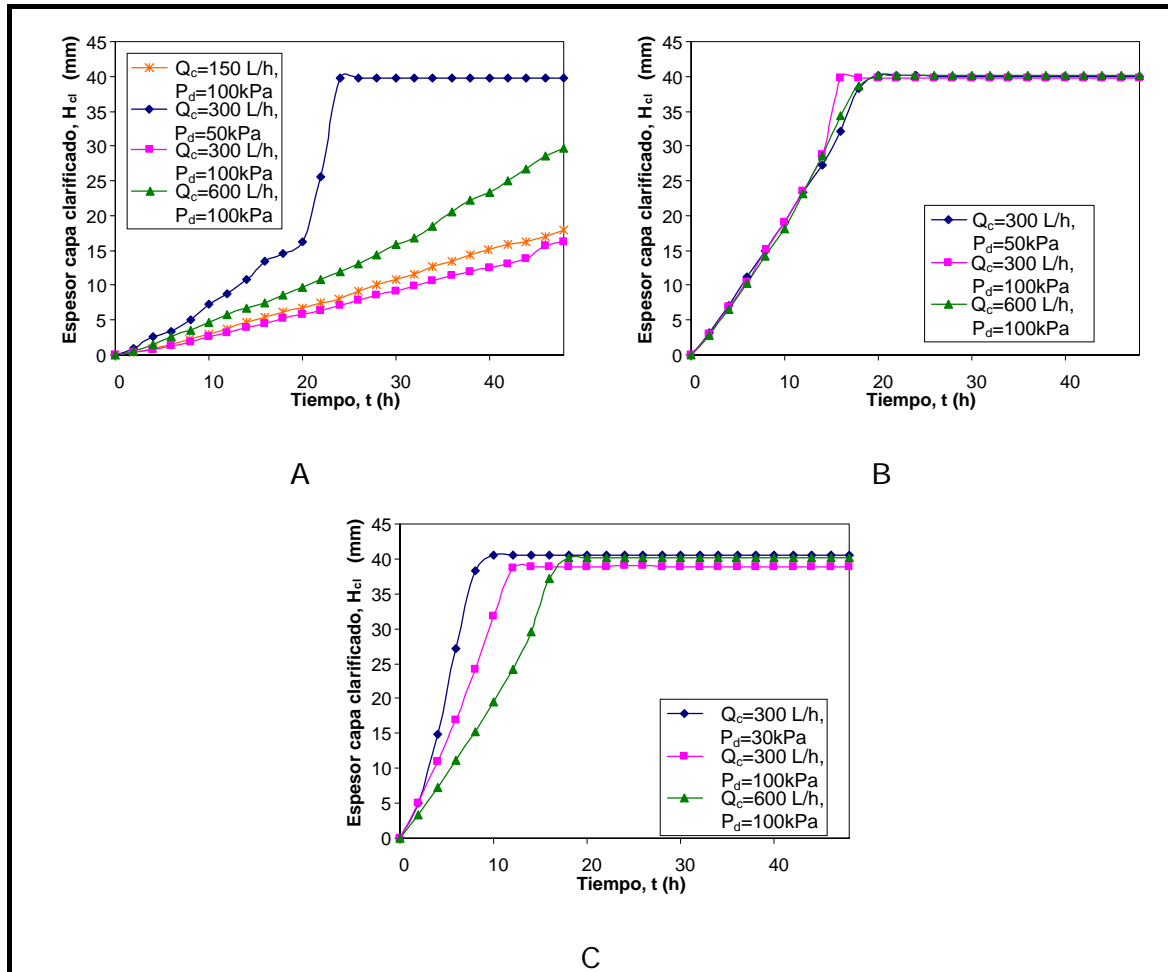 Espesor capa clarificado, Hcl (mm)
45
40
35
30
25
20
15
10
5
0
Qc=150 L/h,
Pd=100kPa
Qc=300 L/h,
Pd=50kPa
Qc=300 L/h,
Pd=100kPa
Qc=600 L/h,
Pd=100kPa
0 10 20 30 40
Tiempo, t (h)
A
Espesor capa clarificado, Hcl (mm)
45
40
35
30
25
20
15
10
5
0
Qc=300 L/h,
Pd=50kPa
Qc=300 L/h,
Pd=100kPa
Qc=600 L/h,
Pd=100kPa
0 10 20 30 40
Tiempo, t (h)
B
Espesor capa clarificado, Hcl (mm)
45
40
35
30
25
20
15
10
5
0
Qc=300 L/h,
Pd=30kPa
Qc=300 L/h,
Pd=100kPa
Qc=600 L/h,
Pd=100kPa
0 10 20 30 40
Tiempo, t (h)
C